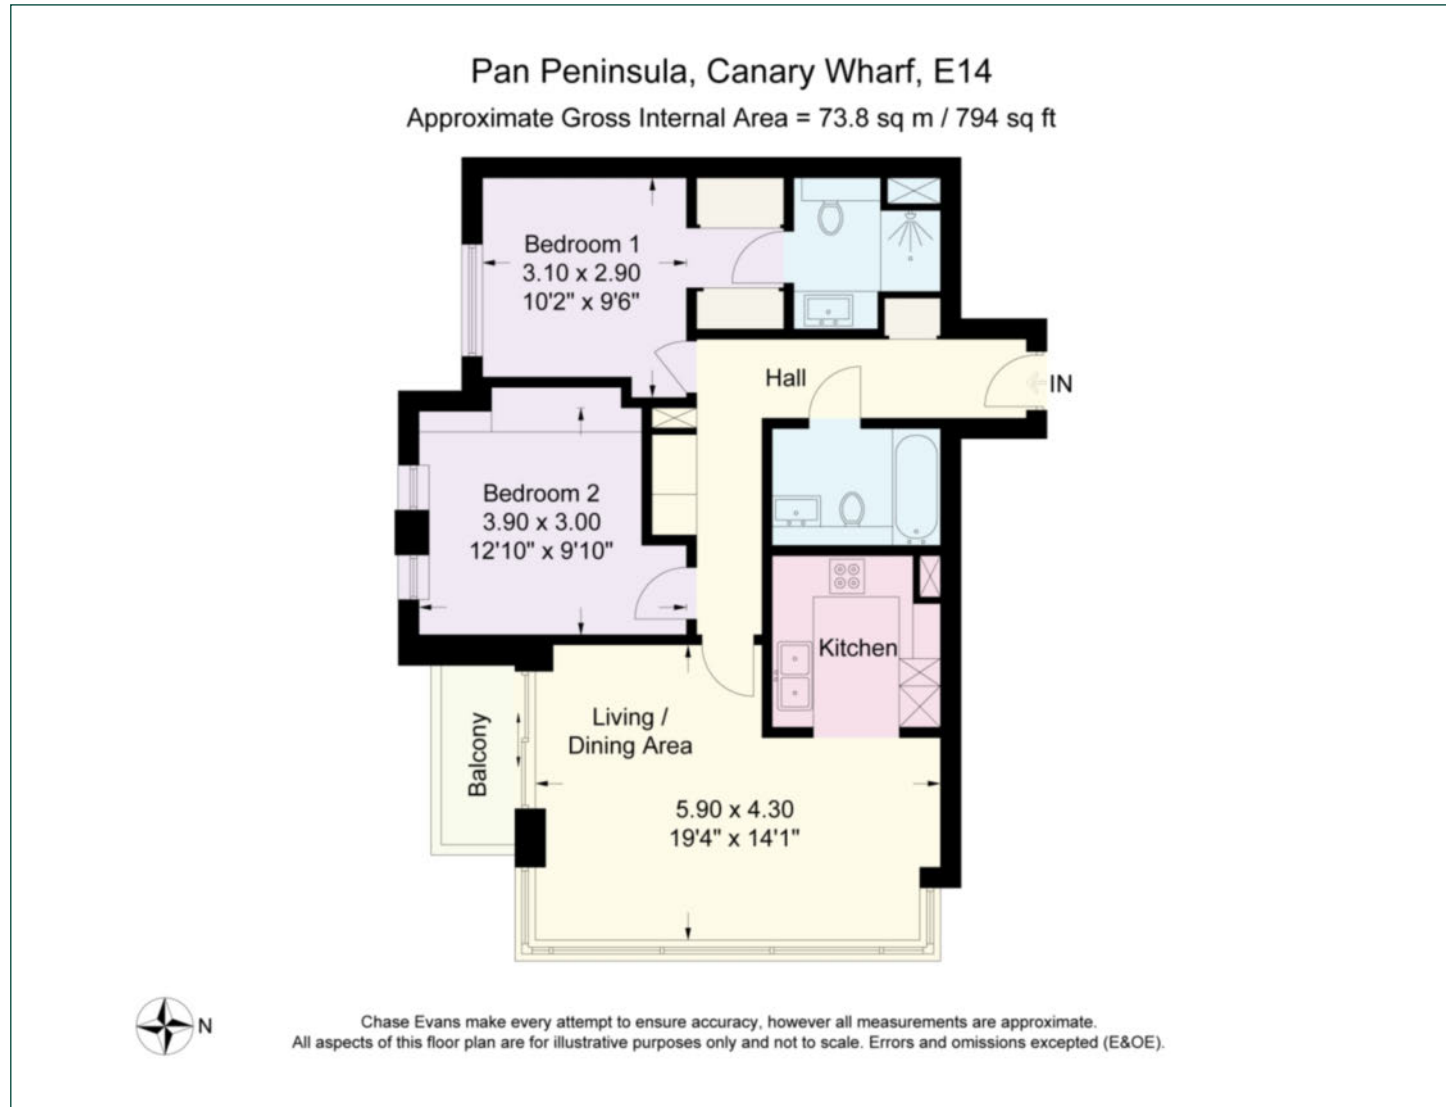 Pan Peninsula, Canary Wharf, E14
Approximate Gross Internal Area = 73.8 sq m / 794 sq ft
Bedroom 1
3.10 x 2.90
10'2" x 9'6"
Hall
IN
Bedroom 2
3.90 x 3.00
12'10" x 9'10"
Kitchen
Living /
Dining Area
Balcony
5.90 x 4.30
19'4" x 14'1"
N
Chase Evans make every attempt to ensure accuracy, however all measurements are approximate.
All aspects of this floor plan are for illustrative purposes only and not to scale. Errors and omissions excepted (E&OE).